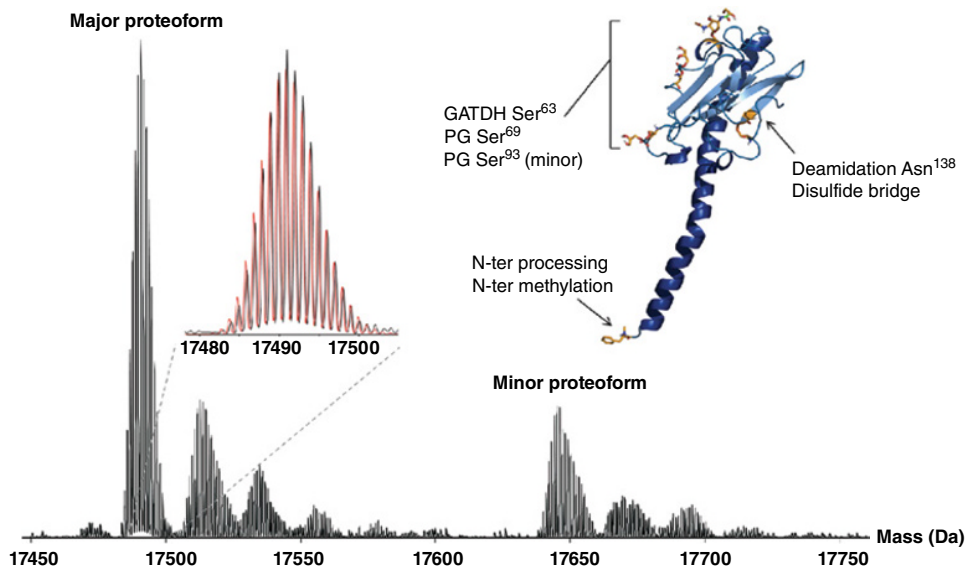 Major proteoform
GATDH Ser⁶³
PG Ser⁶⁹
PG Ser⁹³ (minor)
Deamidation Asn¹³⁸
Disulfide bridge
N-ter processing
N-ter methylation
17480 17490 17500
Minor proteoform
Mass (Da)
17450 17500 17550 17600 17650 17700 17750